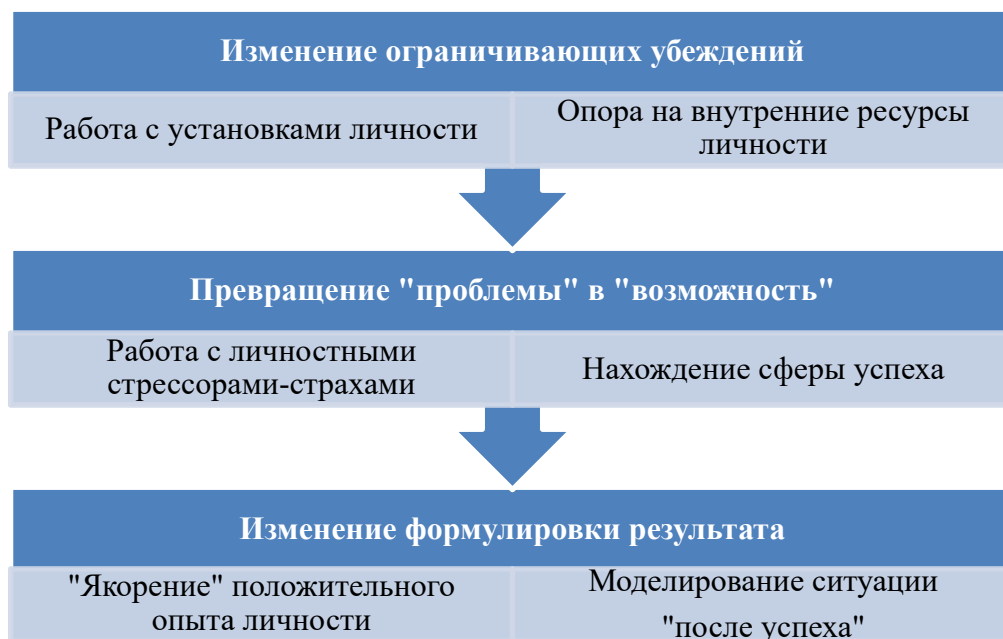 Изменение ограничивающих убеждений
Работа с установками личности
Опора на внутренние ресурсы
личности
Превращение "проблемы" в "возможность"
Работа с личностными
стрессорами-страхами
Нахождение сферы успеха
Изменение формулировки результата
"Якорение" положительного
опыта личности
Моделирование ситуации
"после успеха"